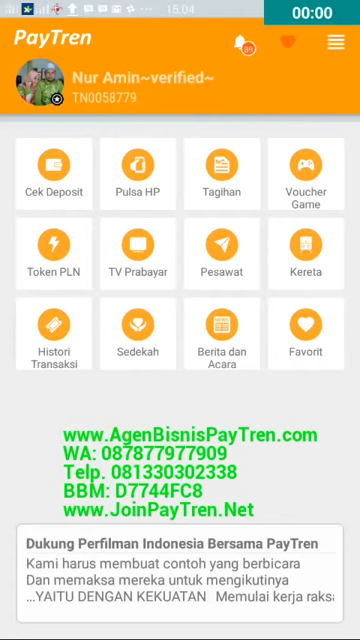 15.04
00:00
PayTren
89
Nur Amin~verified~
TN0058779
Cek Deposit
Pulsa HP
Tagihan
Voucher
Game
Token PLN
TV Prabayar
Pesawat
Kereta
Histori
Transaksi
Sedekah
Berita dan
Acara
Favorit
www.AgenBisnisPayTren.com
WA: 087877977909
Telp. 081330302338
BBM: D7744FC8
www.JoinPayTren.Net
Dukung Perfilman Indonesia Bersama PayTren
Kami harus membuat contoh yang berbicara
Dan memaksa mereka untuk mengikutinya
...YAITU DENGAN KEKUATAN Memulai kerja raksa